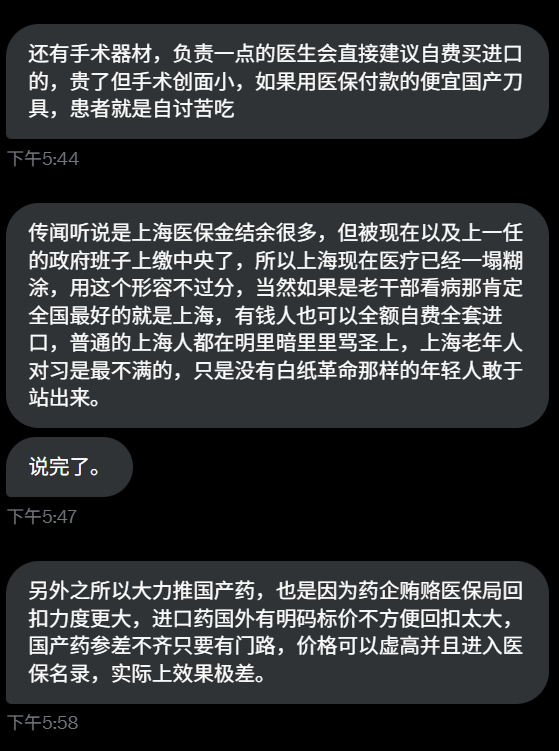 还有手术器材，负责一点的医生会直接建议自费买进口
的，贵了但手术创面小，如果用医保付款的便宜国产刀
具，患者就是自讨苦吃
下午5:44
传闻听说是上海医保金结余很多，但被现在以及上一任
的政府班子上缴中央了，所以上海现在医疗已经一塌糊
涂，用这个形容不过分，当然如果是老干部看病那肯定
全国最好的就是上海，有钱人也可以全额自费全套进
口，普通的上海人都在明里暗里里骂圣上，上海老年人
对习是最不满的，只是没有白纸革命那样的年轻人敢于
站出来。
说完了。
下午5:47
另外之所以大力推国产药，也是因为药企贿赂医保局回
扣力度更大，进口药国外有明码标价不方便回扣太大，
国产药参差不齐只要有门路，价格可以虚高并且进入医
保名录，实际上效果极差。
下午5:58